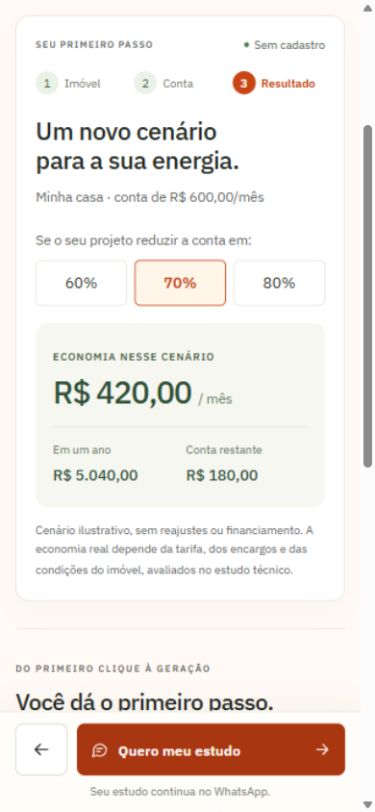 SEU PRIMEIRO PASSO
Sem cadastro
1 Imóvel
2 Conta
3 Resultado
Um novo cenário
para a sua energia.
Minha casa · conta de R$ 600,00/mês
Se o seu projeto reduzir a conta em:
60%
70%
80%
ECONOMIA NESSE CENÁRIO
R$ 420,00 / mês
Em um ano
Conta restante
R$ 5.040,00
R$ 180,00
Cenário ilustrativo, sem reajustes ou financiamento. A
economia real depende da tarifa, dos encargos e das
condições do imóvel, avaliados no estudo técnico.
DO PRIMEIRO CLIQUE À GERAÇÃO
Você dá o primeiro passo.
Quero meu estudo
Seu estudo continua no WhatsApp.